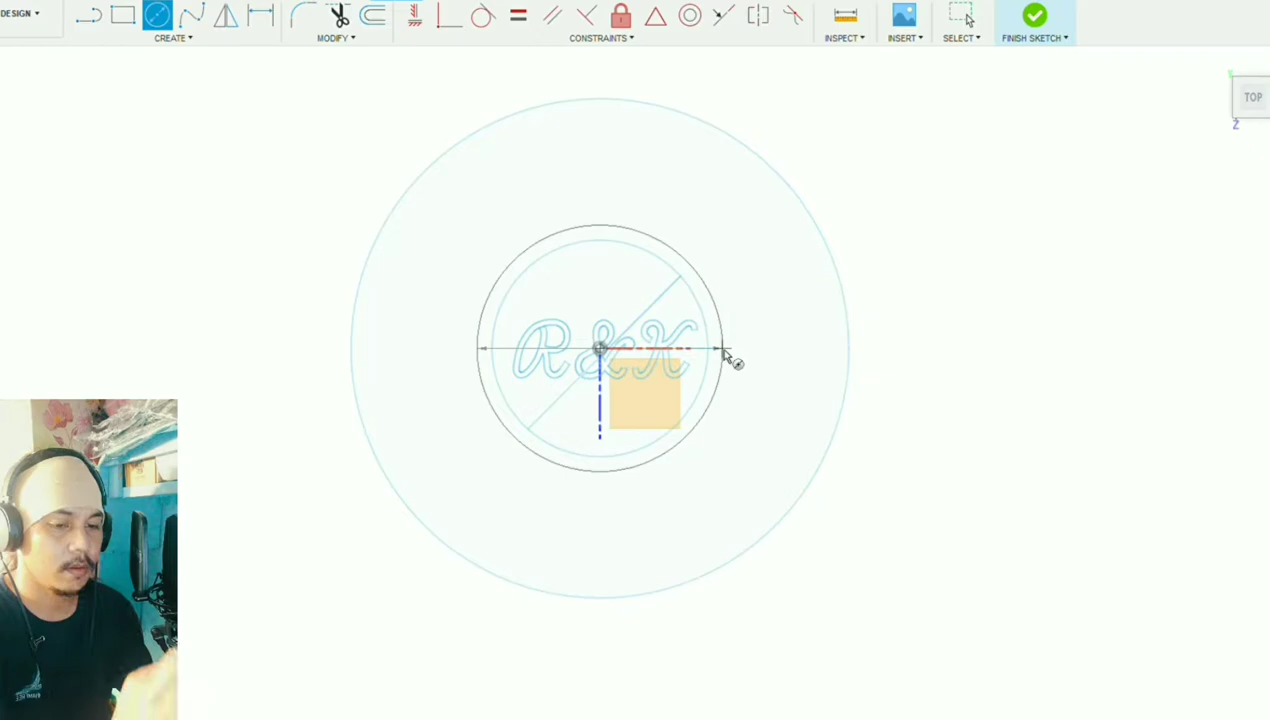 DESIGN
CREATE
MODIFY
CONSTRAINTS
INSPECT
INSERT
SELECT
FINISH SKETCH
TOP
Z
R&K